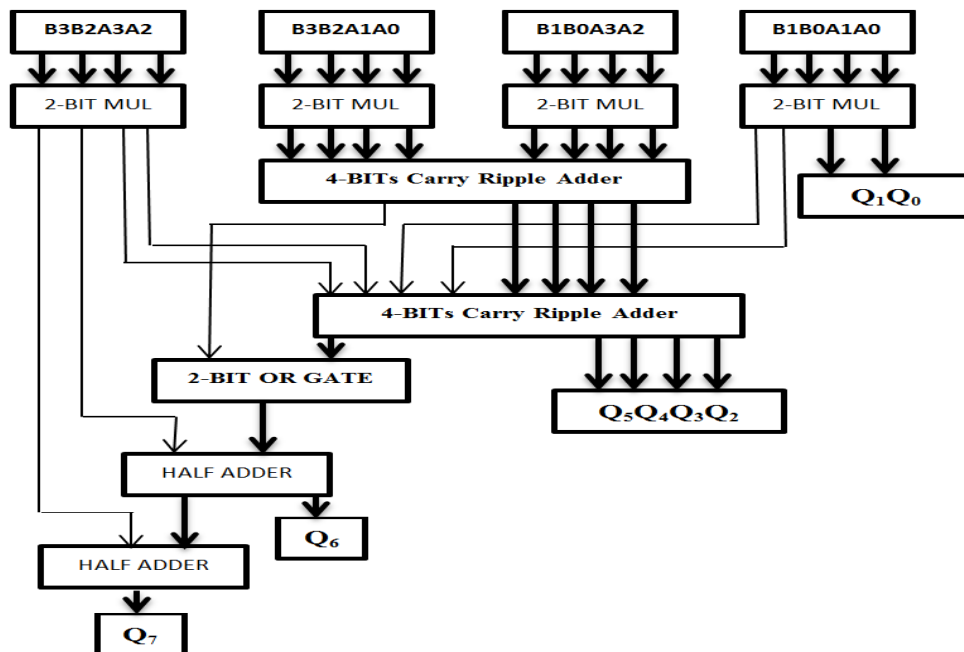 B3B2A3A2 B3B2A1A0 B1B0A3A2 B1B0A1A0
2-BIT MUL 2-BIT MUL 2-BIT MUL 2-BIT MUL
4-BITs Carry Ripple Adder
Q₁Q₀
4-BITs Carry Ripple Adder
2-BIT OR GATE
Q₅Q₄Q₃Q₂
HALF ADDER
Q₆
HALF ADDER
Q₇